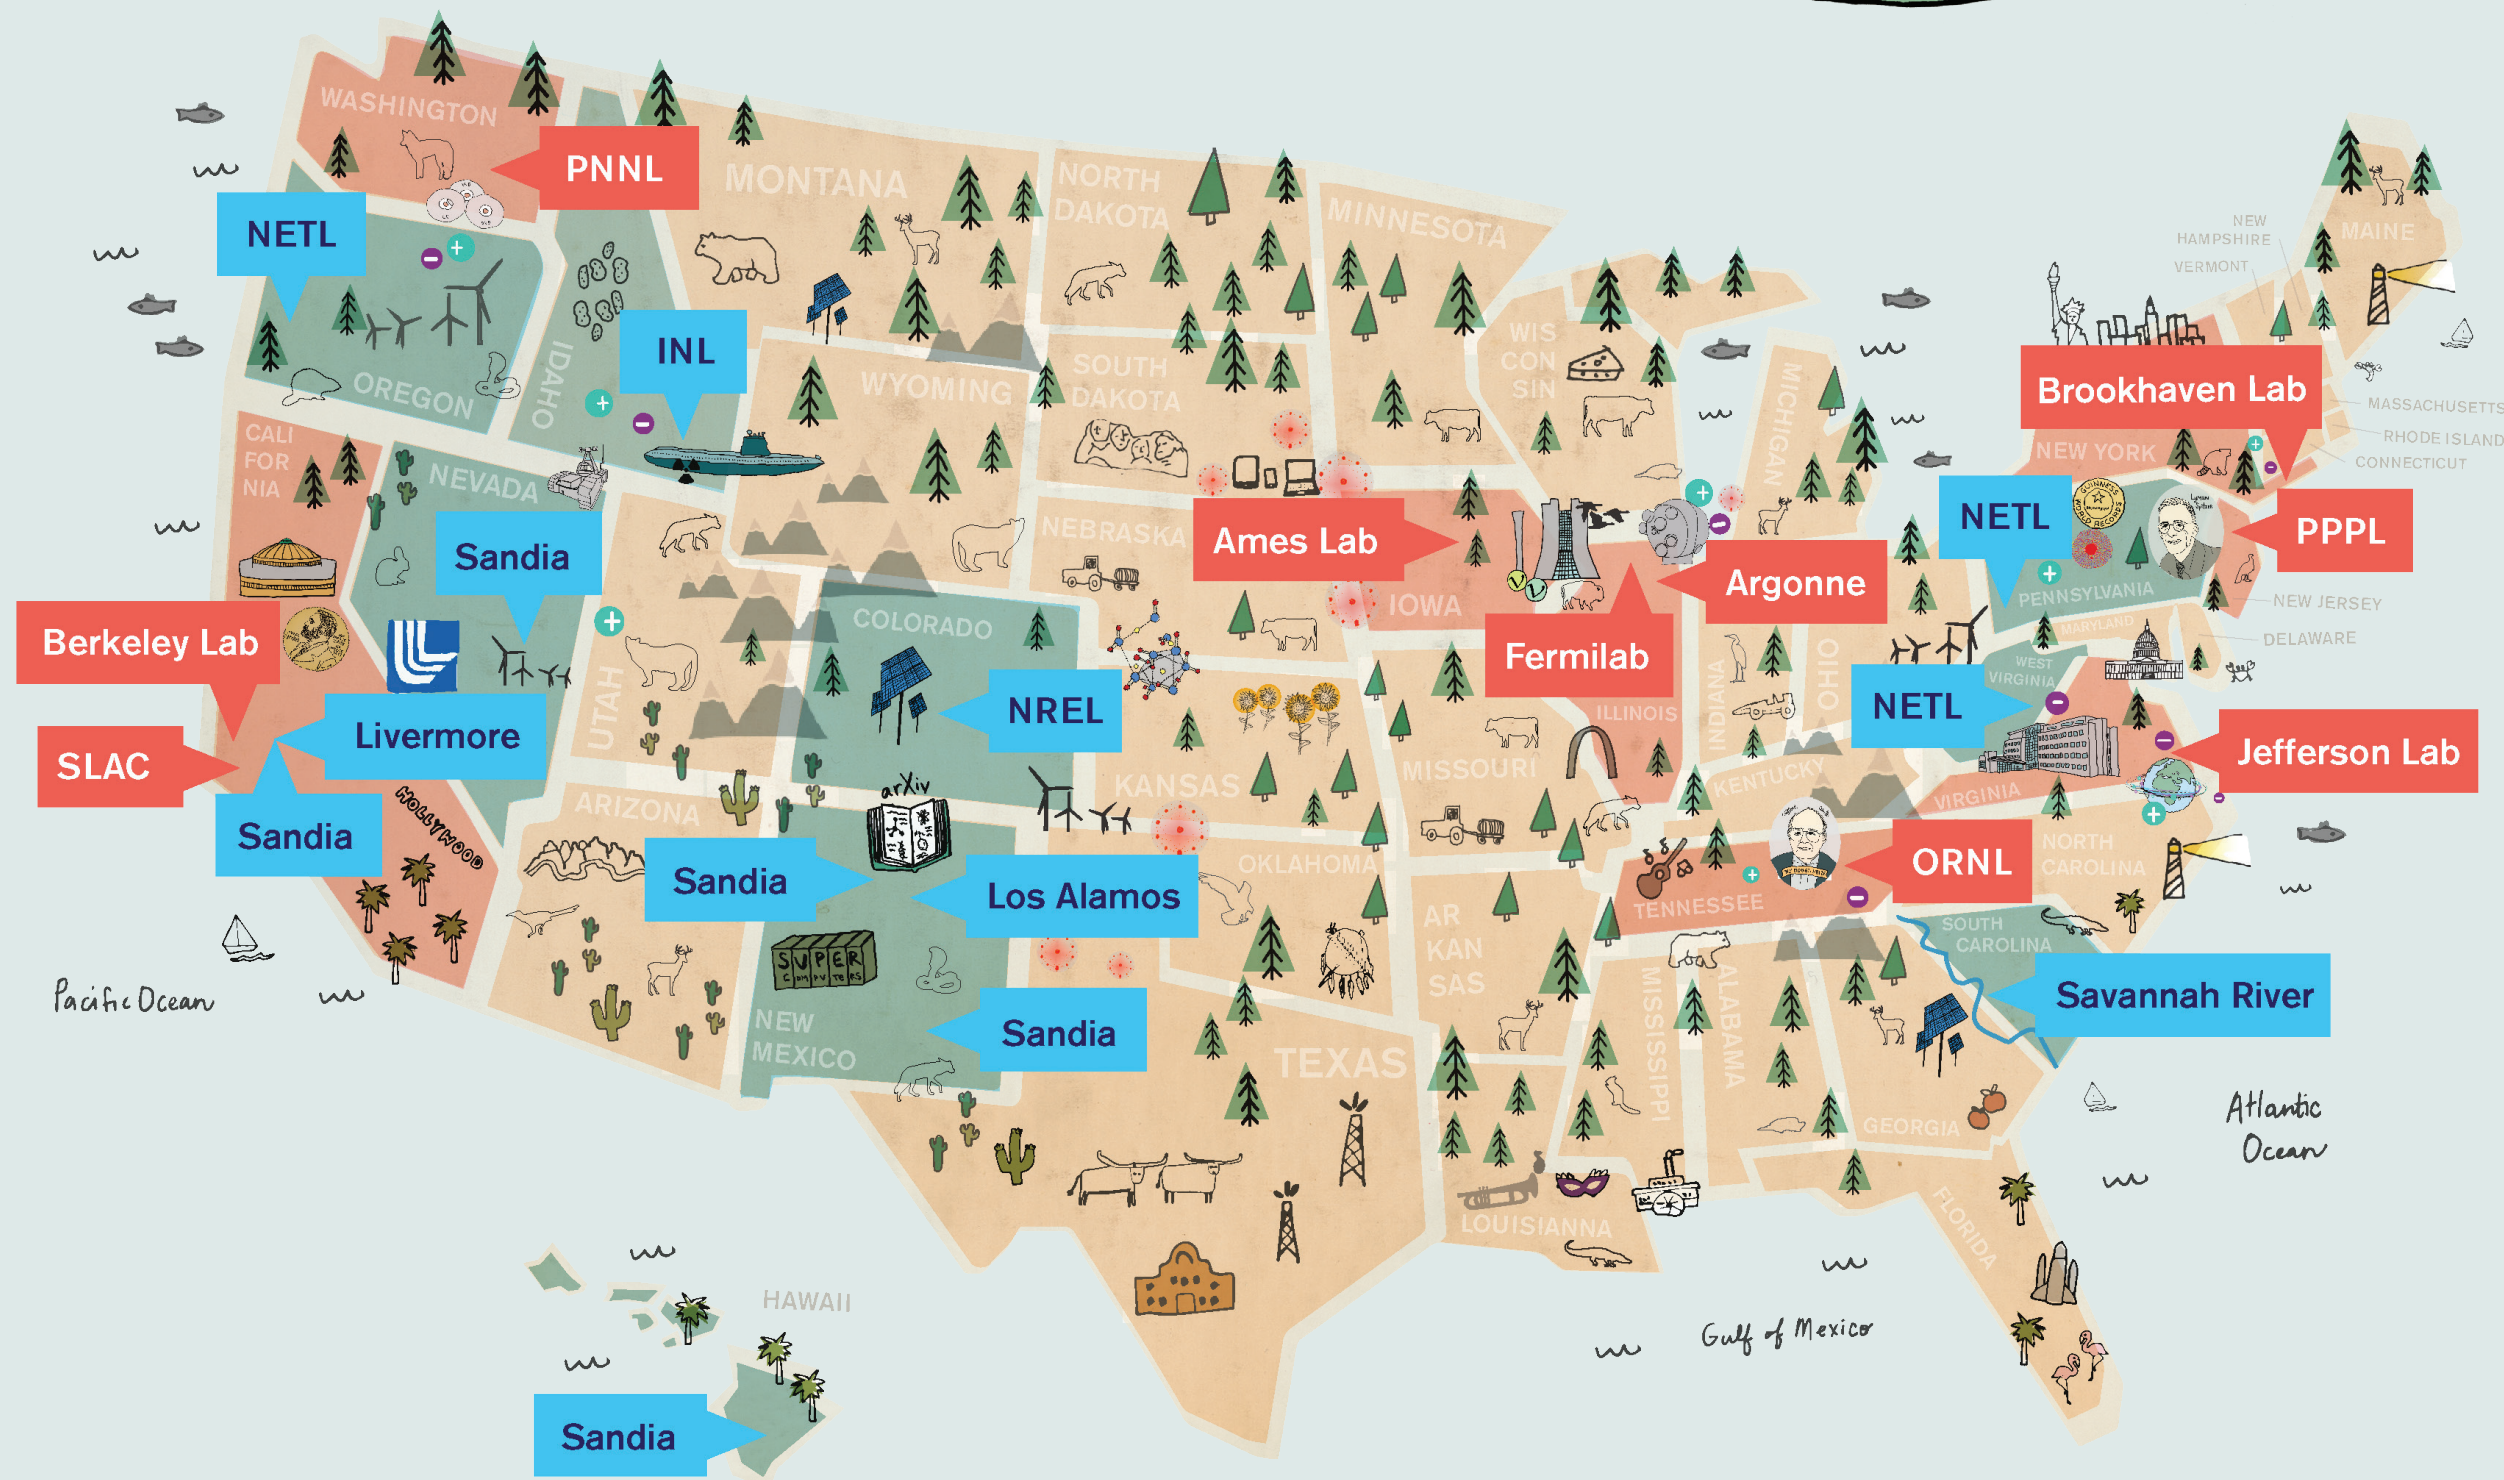 WASHINGTON
PNNL
MONTANA
NORTH
DAKOTA
MINNESOTA
NEW
HAMPSHIRE
VERMONT
MAINE
NETL
INL
IDAHO
OREGON
WYOMING
SOUTH
DAKOTA
WIS
CON
SIN
MICHIGAN
Brookhaven Lab
MASSACHUSETTS
RHODE ISLAND
CONNECTICUT
NEW YORK
CALI
FOR
NIA
NEVADA
Sandia
NEBRASKA
Ames Lab
IOWA
Argonne
Fermilab
NETL
GUINNESS
WORLD RECORDS
PPPL
PENNSYLVANIA
NEW JERSEY
MARYLAND
DELAWARE
Berkeley Lab
UTAH
COLORADO
NREL
ILLINOIS
INDIANA
OHIO
WEST
VIRGINIA
NETL
Jefferson Lab
SLAC
Livermore
Sandia
HOLLYWOOD
ARIZONA
arXiv
KANSAS
MISSOURI
KENTUCKY
VIRGINIA
Sandia
Los Alamos
OKLAHOMA
AR
KAN
SAS
TENNESSEE
ORNL
NORTH
CAROLINA
SOUTH
CAROLINA
Savannah River
SUPER
COMPUTERS
NEW
MEXICO
Sandia
TEXAS
MISSISSIPPI
ALABAMA
GEORGIA
LOUISIANNA
FLORIDA
Pacific Ocean
Atlantic
Ocean
Gulf of Mexico
HAWAII
Sandia